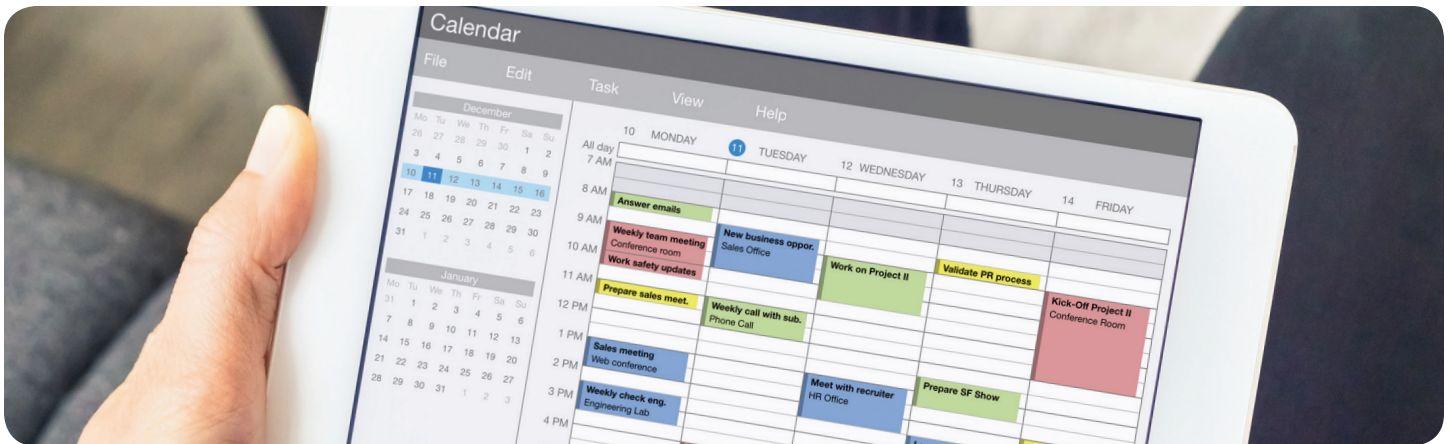 Calendar
File Edit Task View Help
December
Mo Tu We Th Fr Sa Su
26 27 28 29 30 1 2
3 4 5 6 7 8 9
10 11 12 13 14 15 16
17 18 19 20 21 22 23
24 25 26 27 28 29 30
31 1 2 3 4 5 6
January
Mo Tu We Th Fr Sa Su
31 1 2 3 4 5 6
7 8 9 10 11 12 13
14 15 16 17 18 19 20
21 22 23 24 25 26 27
28 29 30 31 1 2 3
10 MONDAY
11 TUESDAY
12 WEDNESDAY
13 THURSDAY
14 FRIDAY
All day
7 AM
8 AM
9 AM
10 AM
11 AM
12 PM
1 PM
2 PM
3 PM
4 PM
Answer emails
Weekly team meeting
Conference room
Work safety updates
Prepare sales meet.
Sales meeting
Web conference
Weekly check eng.
Engineering Lab
New business oppor.
Sales Office
Weekly call with sub.
Phone Call
Work on Project II
Meet with recruiter
HR Office
Validate PR process
Prepare SF Show
Kick-Off Project II
Conference Room